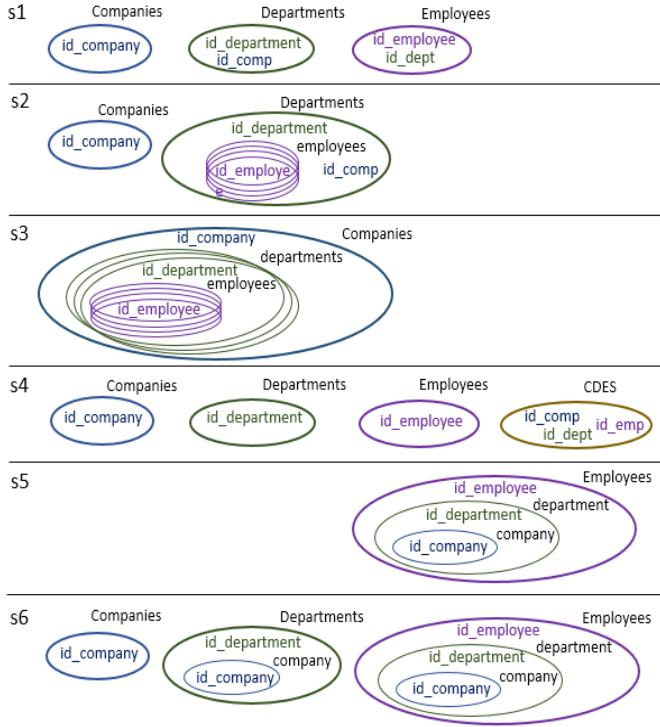 s1
Companies
Departments
Employees
id_company
id_department
id_comp
id_employee
id_dept
s2
Companies
Departments
id_company
id_department
employees
id_employe
e
id_comp
s3
Companies
id_company
departments
id_department
employees
id_employee
s4
Companies
Departments
Employees
CDES
id_company
id_department
id_employee
id_comp
id_emp
id_dept
s5
Employees
id_employee
department
id_department
company
id_company
s6
Companies
Departments
Employees
id_company
id_department
company
id_company
id_employee
department
id_department
company
id_company